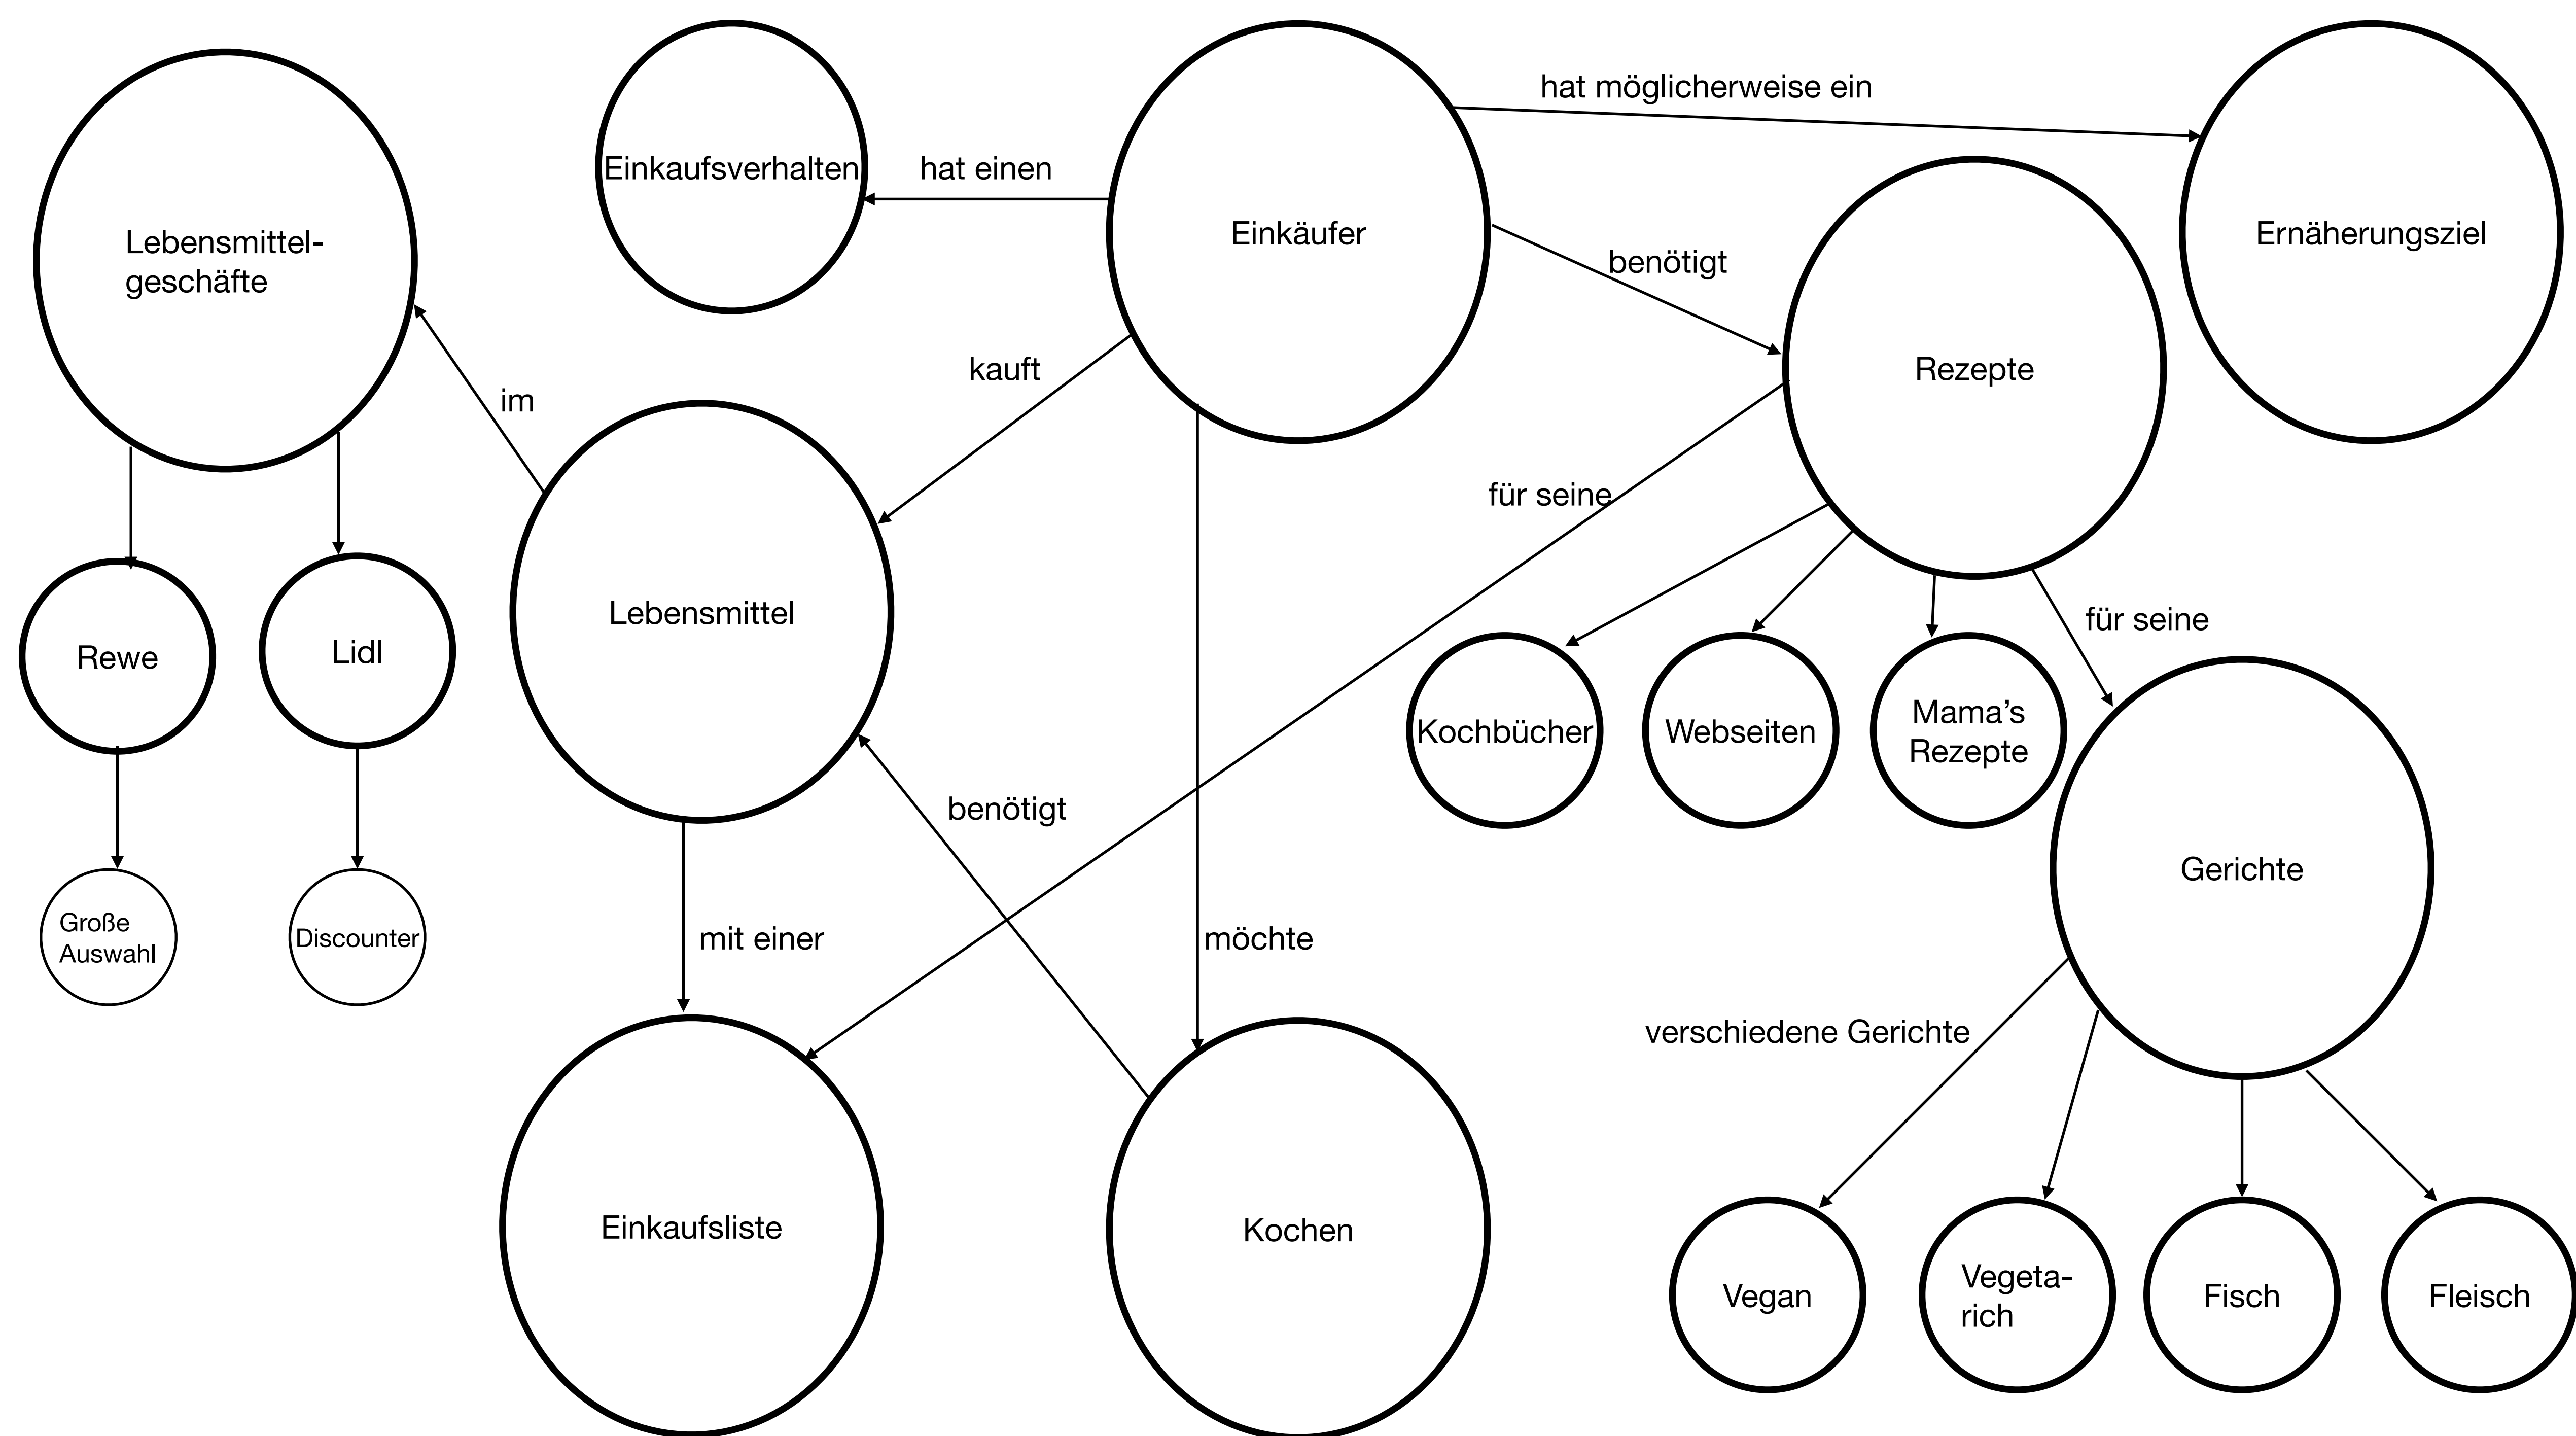 hat möglicherweise ein
Einkaufsverhalten
hat einen
Einkäufer
Ernäherungsziel
Lebensmittel-
geschäfte
benötigt
kauft
Rezepte
im
für seine
Lebensmittel
für seine
Rewe
Lidl
Kochbücher
Webseiten
Mama’s
Rezepte
benötigt
Gerichte
Große
Auswahl
Discounter
mit einer
möchte
verschiedene Gerichte
Einkaufsliste
Kochen
Vegan
Vegeta-
rich
Fisch
Fleisch